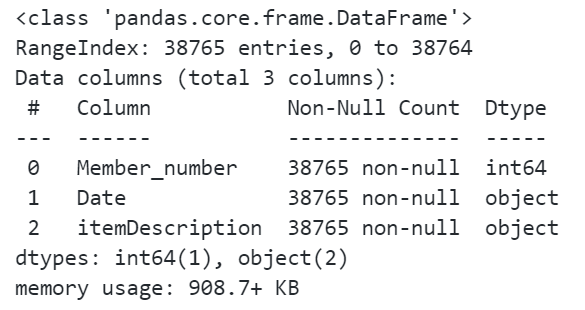 <class 'pandas.core.frame.DataFrame'>
RangeIndex: 38765 entries, 0 to 38764
Data columns (total 3 columns):
 #   Column           Non-Null Count  Dtype
---  ------           --------------  -----
 0   Member_number    38765 non-null  int64
 1   Date             38765 non-null  object
 2   itemDescription  38765 non-null  object
dtypes: int64(1), object(2)
memory usage: 908.7+ KB